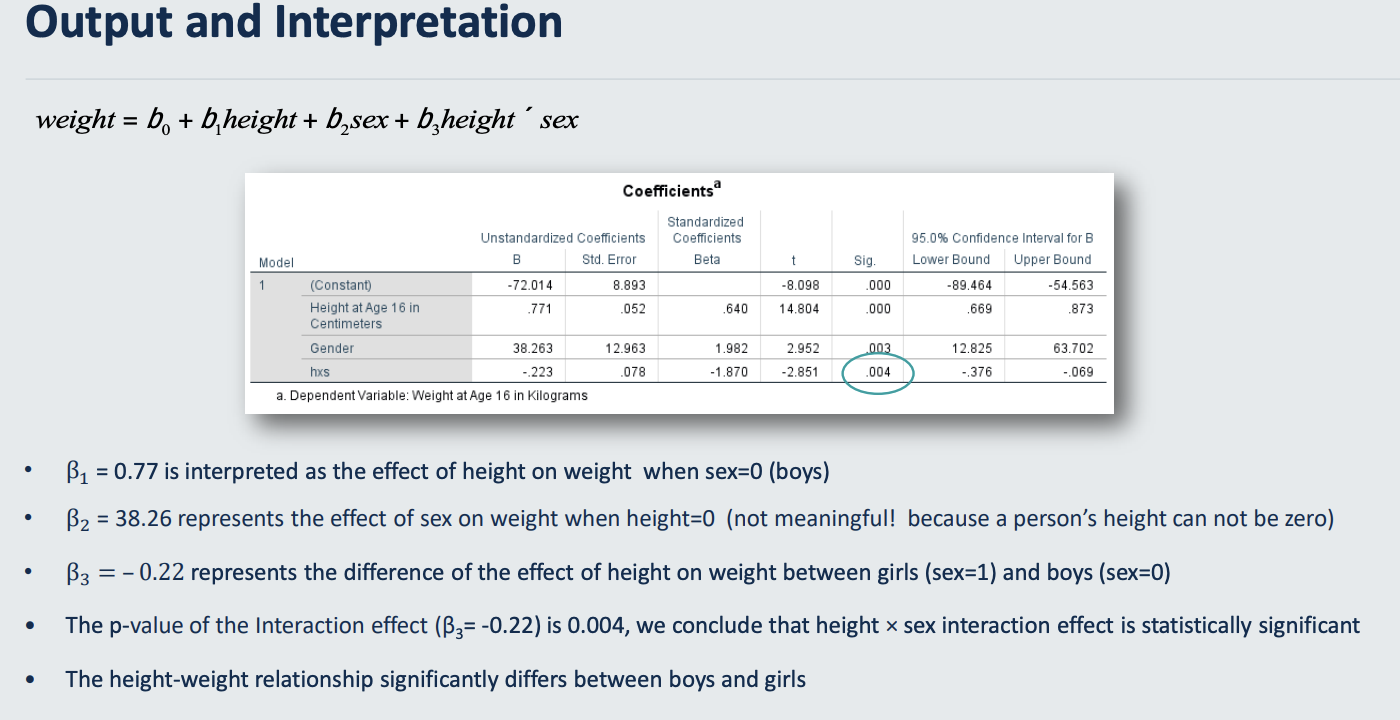 Output and Interpretation
weight = b₀ + b₁height + b₂sex + b₃height ´ sex
Coefficientsᵃ
Standardized
Unstandardized Coefficients Coefficients 95.0% Confidence Interval for B
Model B Std. Error Beta t Sig. Lower Bound Upper Bound
1 (Constant) -72.014 8.893 -8.098 .000 -89.464 -54.563
Height at Age 16 in .771 .052 .640 14.804 .000 .669 .873
Centimeters
Gender 38.263 12.963 1.982 2.952 .003 12.825 63.702
hxs -.223 .078 -1.870 -2.851 .004 -.376 -.069
a. Dependent Variable: Weight at Age 16 in Kilograms
• β₁ = 0.77 is interpreted as the effect of height on weight when sex=0 (boys)
• β₂ = 38.26 represents the effect of sex on weight when height=0 (not meaningful! because a person’s height can not be zero)
• β₃ = – 0.22 represents the difference of the effect of height on weight between girls (sex=1) and boys (sex=0)
• The p-value of the Interaction effect (β₃= -0.22) is 0.004, we conclude that height × sex interaction effect is statistically significant
• The height-weight relationship significantly differs between boys and girls